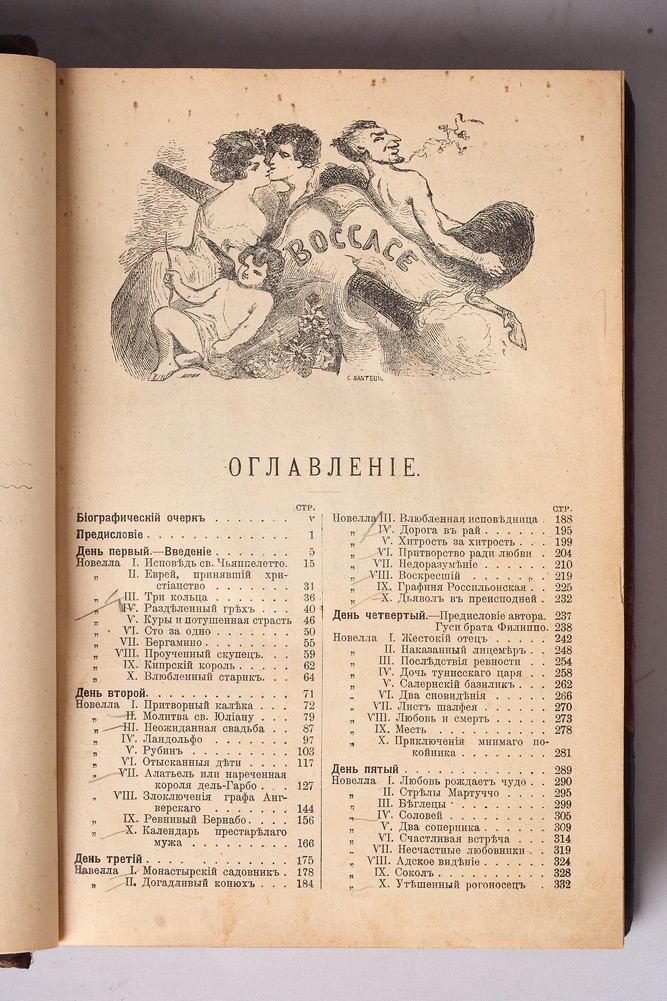 BOCCACE
C NANTEUIL
ОГЛАВЛЕНІЕ.
СТР.
Біографическій очеркъ . . . . . . . v
Предисловіе . . . . . . . . . . . 1
День первый.—Введеніе . . . . . . . 5
Новелла I. Исповѣдь св. Чьяппелетто. 15
„ II. Евреи, принявшій хри-
стіанство . . . . . . . . 31
„ III. Три кольца . . . . . . . 36
„ IV. Раздѣленный грѣхъ . . . . 40
„ V. Куры и потушенная страсть 46
„ VI. Сто за одно . . . . . . . 50
„ VII. Бергамино . . . . . . . . 55
„ VIII. Проученный скупецъ. . . . 59
„ IX. Кипрскій король . . . . . 62
„ X. Влюбленный старикъ. . . . 64
День второй. . . . . . . . . . . . 71
Новелла I. Притворный калѣка . . . . 72
„ II. Молитва св. Юліану . . . . 79
„ III. Неожиданная свадьба . . . 87
„ IV. Ландольфо . . . . . . . . 97
„ V. Рубинъ . . . . . . . . . 103
„ VI. Отысканныя дѣти . . . . . 117
„ VII. Алатьель или нареченная
короля дель-Гарбо . . . . 127
„ VIII. Злоключенія графа Анг-
верскаго . . . . . . . . 144
„ IX. Ревнивый Бернабо. . . . . 156
„ X. Календарь престарѣлаго
мужа . . . . . . . . . . 166
День третій . . . . . . . . . . . . 175
Навелла I. Монастырскій садовникъ . 178
„ II. Догадливый конюхъ . . . . 184
СТР.
Новелла III. Влюбленная исповѣдница . 188
„ IV. Дорога въ рай . . . . . . 195
„ V. Хитрость за хитрость . . . 199
„ VI. Притворство ради любви . 204
„ VII. Недоразумѣніе . . . . . . 210
„ VIII. Воскресшій . . . . . . . 219
„ IX. Графиня Россильонская . . 225
„ X. Дьяволъ въ преисподней . 232
День четвертый.—Предисловіе автора. 237
Гуси брата Филиппо. 238
Новелла I. Жестокій отецъ . . . . . . 242
„ II. Наказанный лицемѣръ . . . 248
„ III. Послѣдствія ревности . . . 254
„ IV. Дочь тунисскаго царя . . . 258
„ V. Салернскій базиликъ . . . . 262
„ VI. Два сновидѣнія . . . . . . 266
„ VII. Листъ шалфея . . . . . . . 270
„ VIII. Любовь и смерть . . . . . 273
„ IX. Месть . . . . . . . . . . 278
„ X. Приключенія мнимаго по-
койника . . . . . . . . . 281
День пятый . . . . . . . . . . . . 289
Новелла I. Любовь рождаетъ чудо . . . 290
„ II. Стрѣлы Мартуччо . . . . . 295
„ III. Бѣглецы . . . . . . . . . 299
„ IV. Соловей . . . . . . . . . 305
„ V. Два соперника . . . . . . 309
„ VI. Счастливая встрѣча . . . . 314
„ VII. Несчастные любовники . . . 319
„ VIII. Адское видѣніе . . . . . . 324
„ IX. Соколъ . . . . . . . . . . 328
„ X. Утѣшенный рогоносецъ . . 332